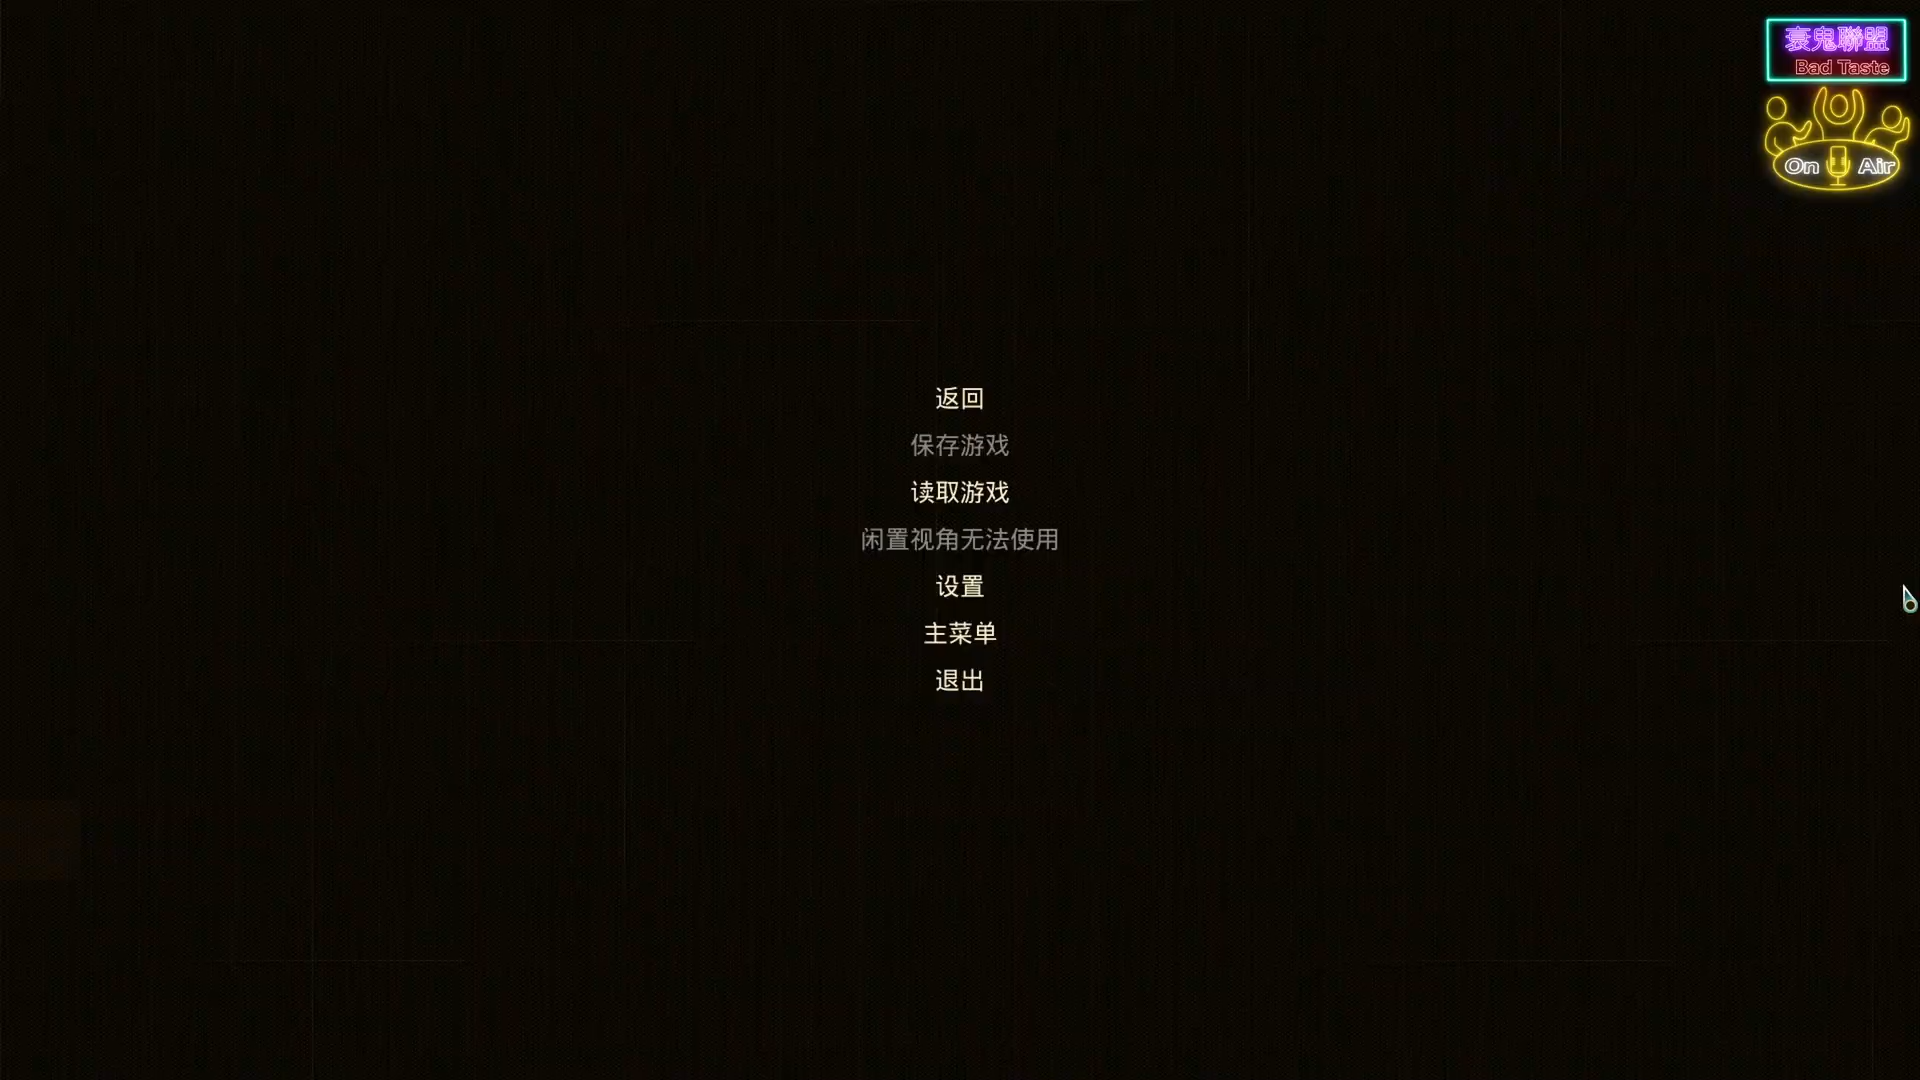 衰鬼聯盟
Bad Taste
On Air
返回
保存游戏
读取游戏
闲置视角无法使用
设置
主菜单
退出